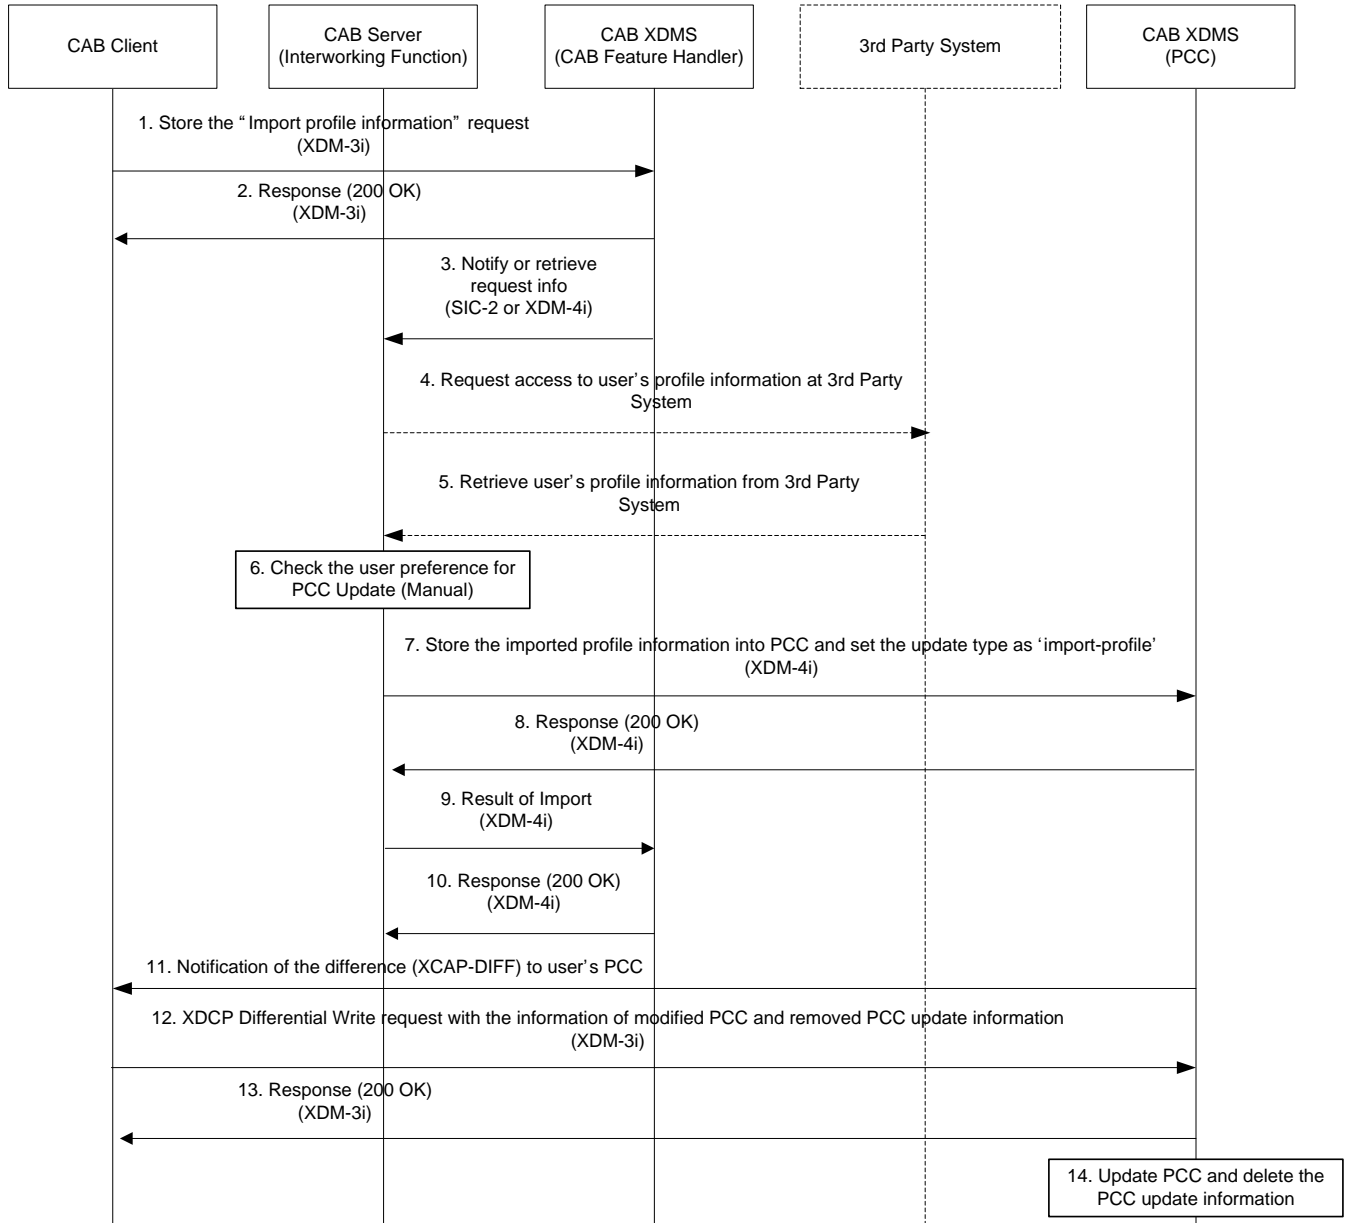 CAB Client
CAB Server
(Interworking Function)
CAB XDMS
(CAB Feature Handler)
3rd Party System
CAB XDMS
(PCC)
1. Store the “Import profile information” request
(XDM-3i)
2. Response (200 OK)
(XDM-3i)
3. Notify or retrieve
request info
(SIC-2 or XDM-4i)
4. Request access to user’s profile information at 3rd Party
System
5. Retrieve user’s profile information from 3rd Party
System
6. Check the user preference for
PCC Update (Manual)
7. Store the imported profile information into PCC and set the update type as ‘import-profile’
(XDM-4i)
8. Response (200 OK)
(XDM-4i)
9. Result of Import
(XDM-4i)
10. Response (200 OK)
(XDM-4i)
11. Notification of the difference (XCAP-DIFF) to user’s PCC
12. XDCP Differential Write request with the information of modified PCC and removed PCC update information
(XDM-3i)
13. Response (200 OK)
(XDM-3i)
14. Update PCC and delete the
PCC update information